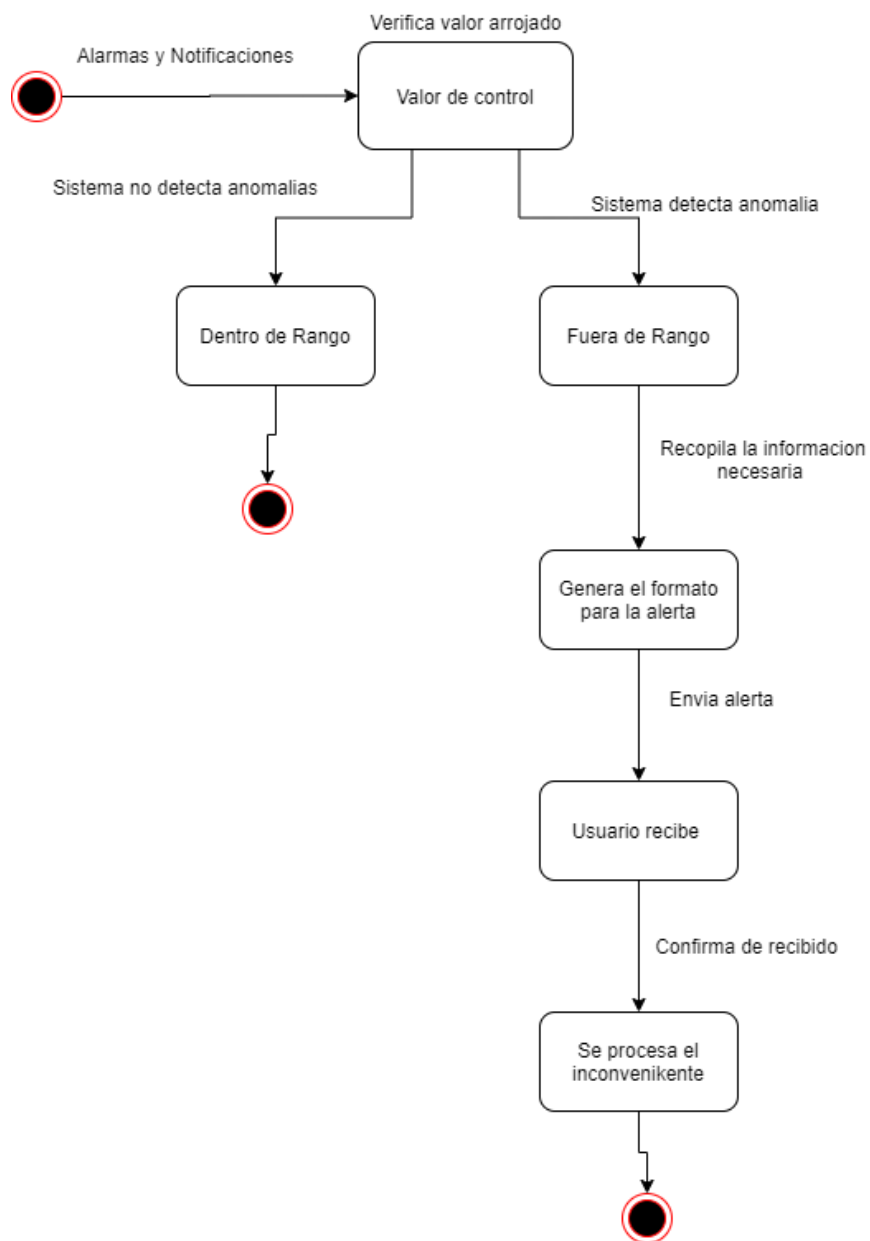 Verifica valor arrojado
Alarmas y Notificaciones
Valor de control
Sistema no detecta anomalias
Sistema detecta anomalia
Dentro de Rango
Fuera de Rango
Recopila la informacion
necesaria
Genera el formato
para la alerta
Envia alerta
Usuario recibe
Confirma de recibido
Se procesa el
inconvenikente